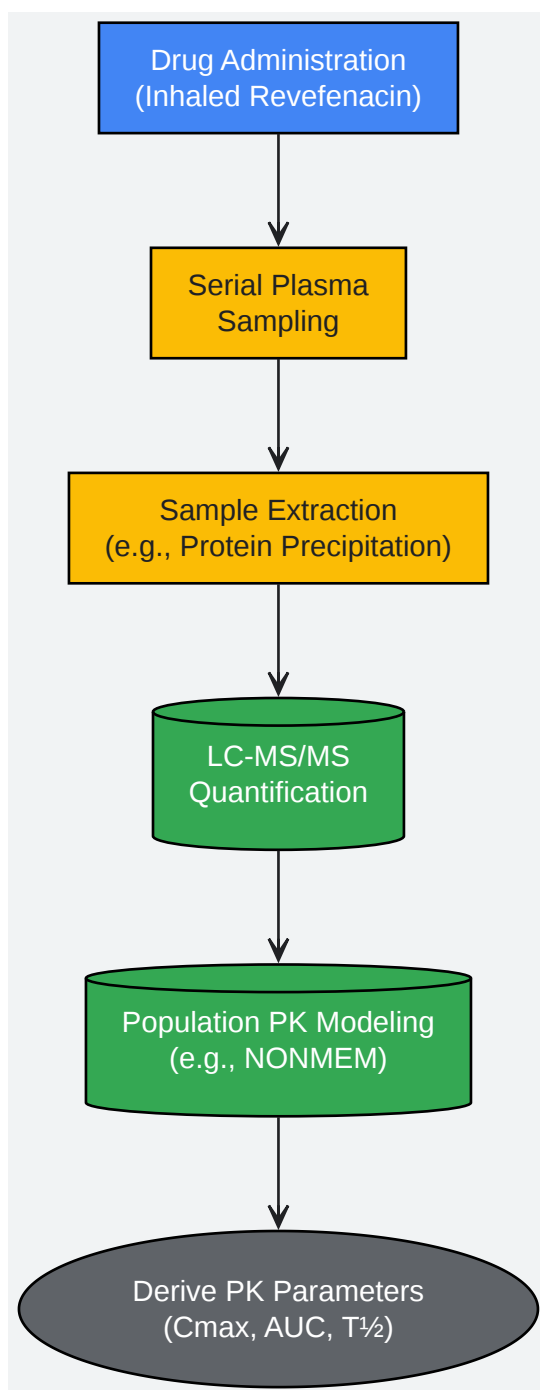 Drug Administration
(Inhaled Revefenacin)
Serial Plasma
Sampling
Sample Extraction
(e.g., Protein Precipitation)
LC-MS/MS
Quantification
Population PK Modeling
(e.g., NONMEM)
Derive PK Parameters
(Cmax, AUC, T½)